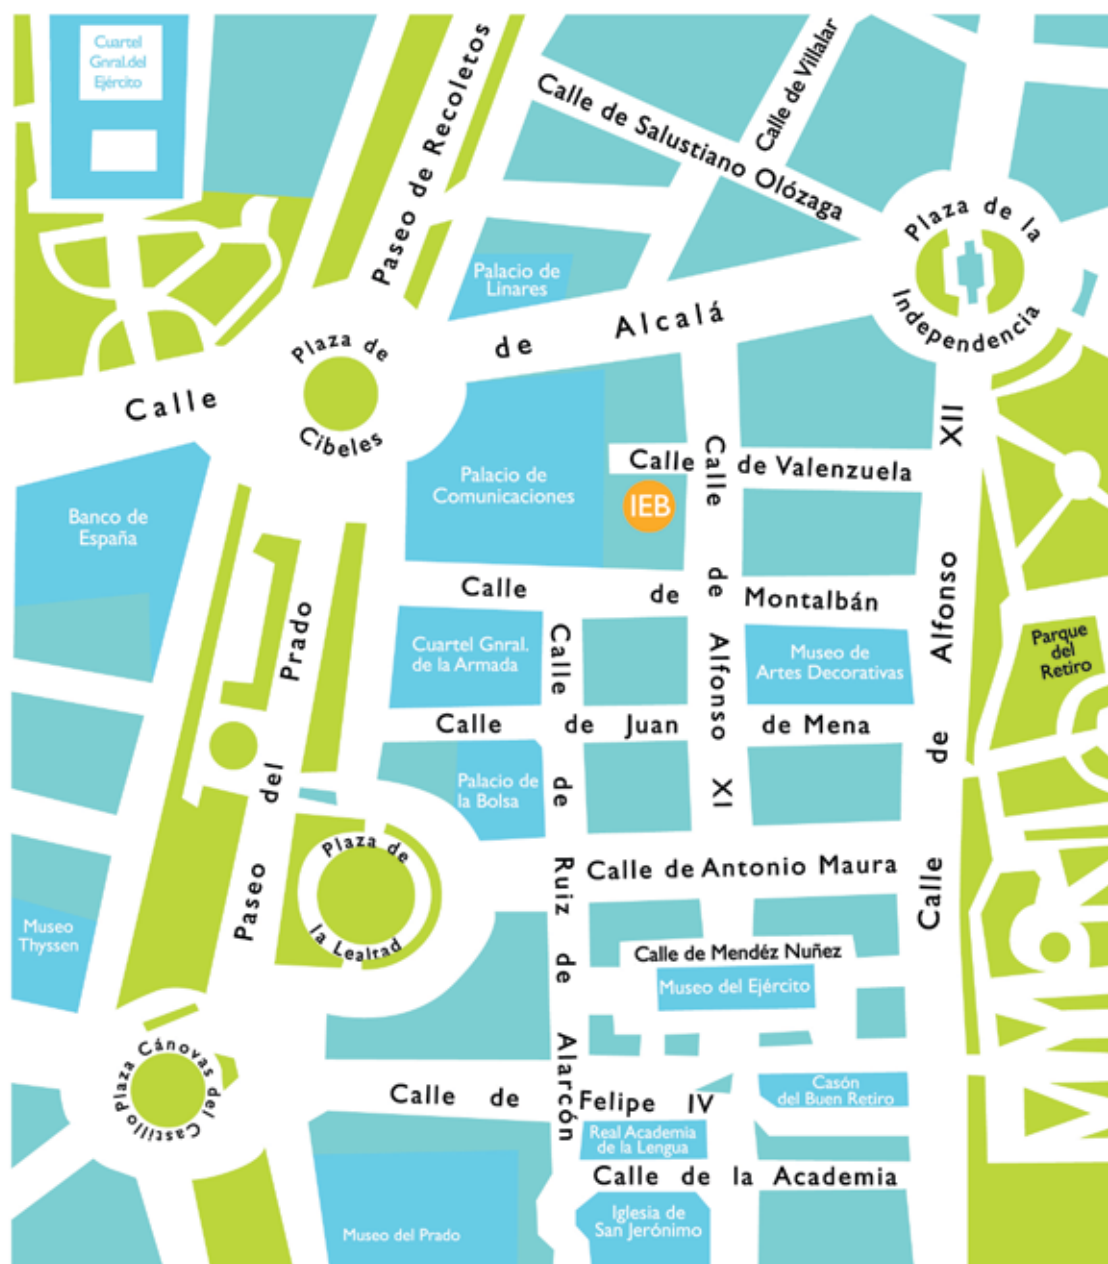 Cuartel
Gnral.del
Ejército
Paseo de Recoletos
Calle de Villalar
Calle de Salustiano Olózaga
Plaza de la
Independencia
Palacio de
Linares
Calle de Alcalá
Plaza de
Cibeles
Calle de Valenzuela
IEB
Palacio de
Comunicaciones
Banco de
España
Calle de Alfonso XI
Calle de Alfonso XII
Calle de Montalbán
Paseo del Prado
Cuartel Gnral.
de la Armada
Calle de Ruiz de Alarcón
Museo de
Artes Decorativas
Parque
del
Retiro
Calle de Juan de Mena
Palacio de
la Bolsa
Plaza de
la Lealtad
Calle de Antonio Maura
Museo
Thyssen
Calle de Mendéz Nuñez
Museo del Ejército
Plaza Cánovas del Castillo
Calle de Felipe IV
Casón
del Buen Retiro
Real Academia
de la Lengua
Calle de la Academia
Museo del Prado
Iglesia de
San Jerónimo